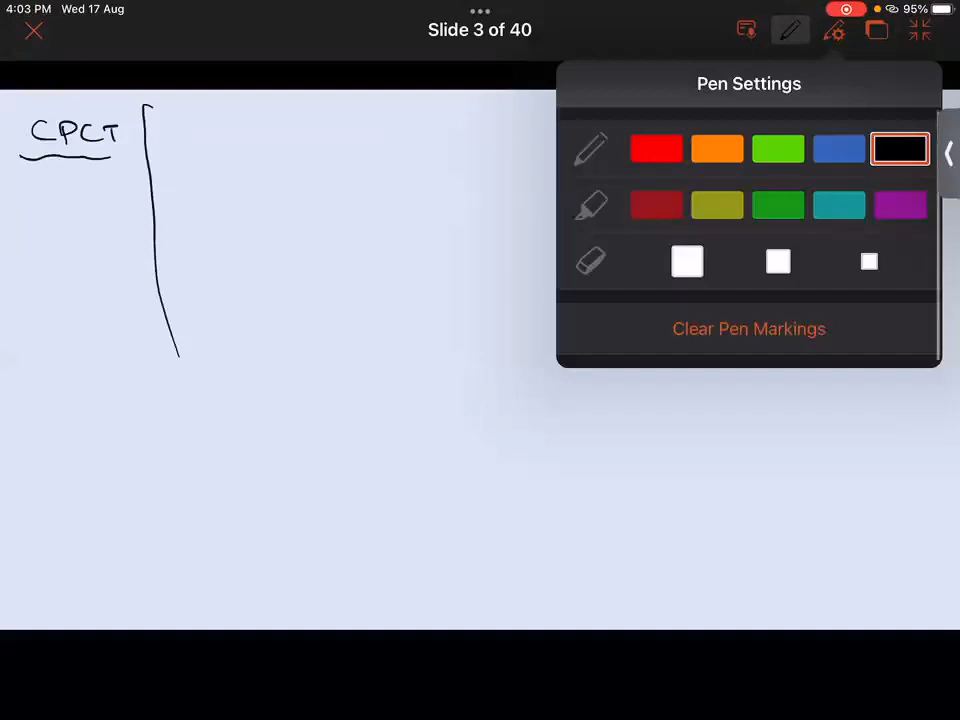 4:03 PM Wed 17 Aug
95%
Slide 3 of 40
Pen Settings
CPCT
Clear Pen Markings